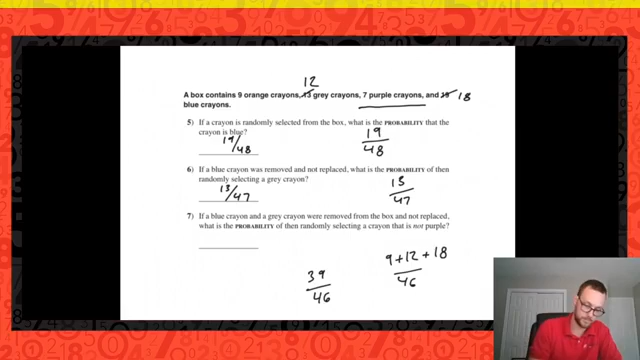 12
A box contains 9 orange crayons, 13 grey crayons, 7 purple crayons, and 19 18
blue crayons.
5) If a crayon is randomly selected from the box, what is the PROBABILITY that the
crayon is blue?
19/48
19
48
6) If a blue crayon was removed and not replaced, what is the PROBABILITY of then
randomly selecting a grey crayon?
13/47
13
47
7) If a blue crayon and a grey crayon were removed from the box and not replaced,
what is the PROBABILITY of then randomly selecting a crayon that is not purple?
9 + 12 + 18
46
39
46